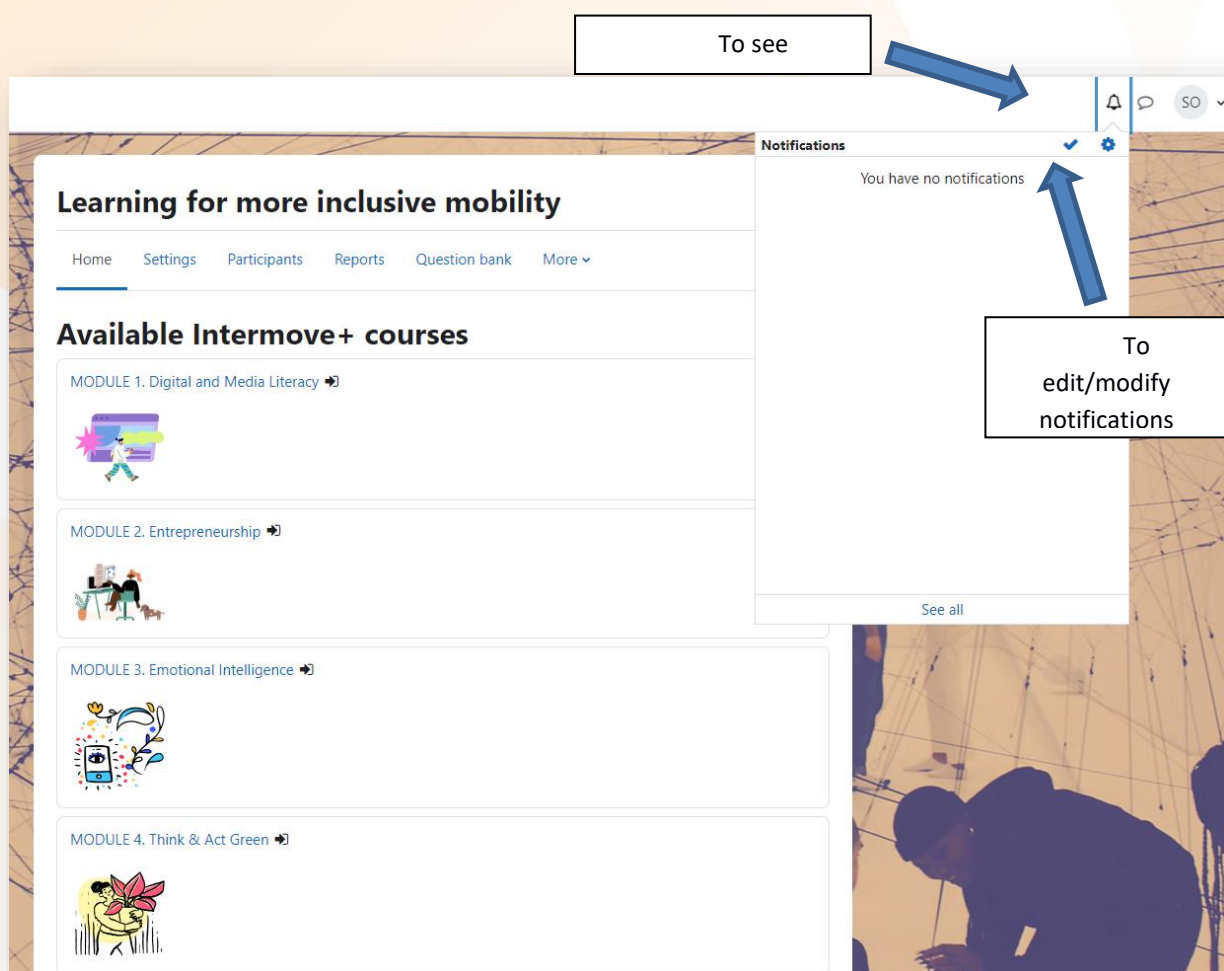 To see
SO
Notifications
You have no notifications
Learning for more inclusive mobility
Home Settings Participants Reports Question bank More
To
edit/modify
notifications
Available Intermove+ courses
MODULE 1. Digital and Media Literacy
MODULE 2. Entrepreneurship
See all
MODULE 3. Emotional Intelligence
MODULE 4. Think & Act Green